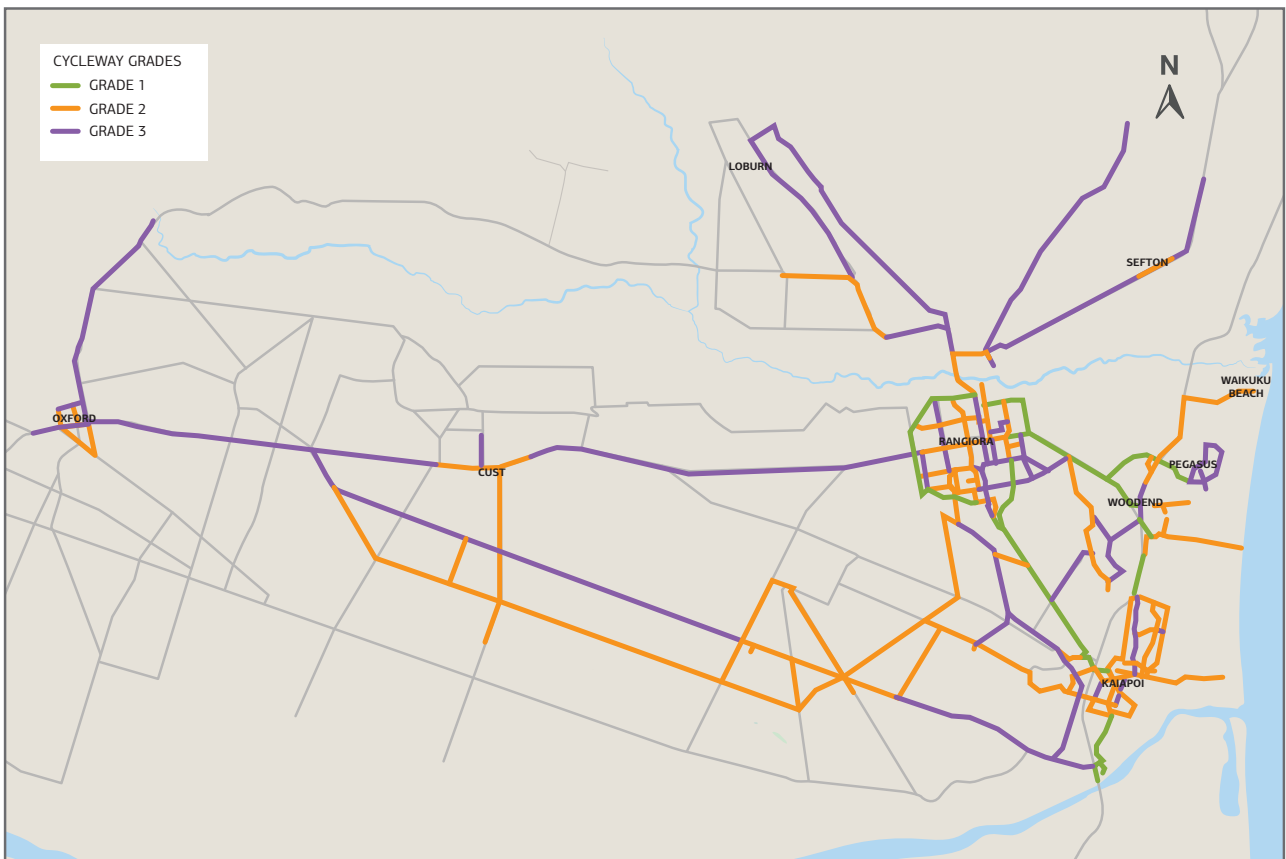 CYCLEWAY GRADES
GRADE 1
GRADE 2
GRADE 3
N
LOBURN
SEFTON
WAIKUKU
BEACH
OXFORD
RANGIORA
PEGASUS
CUST
WOODEND
KAIAPOI